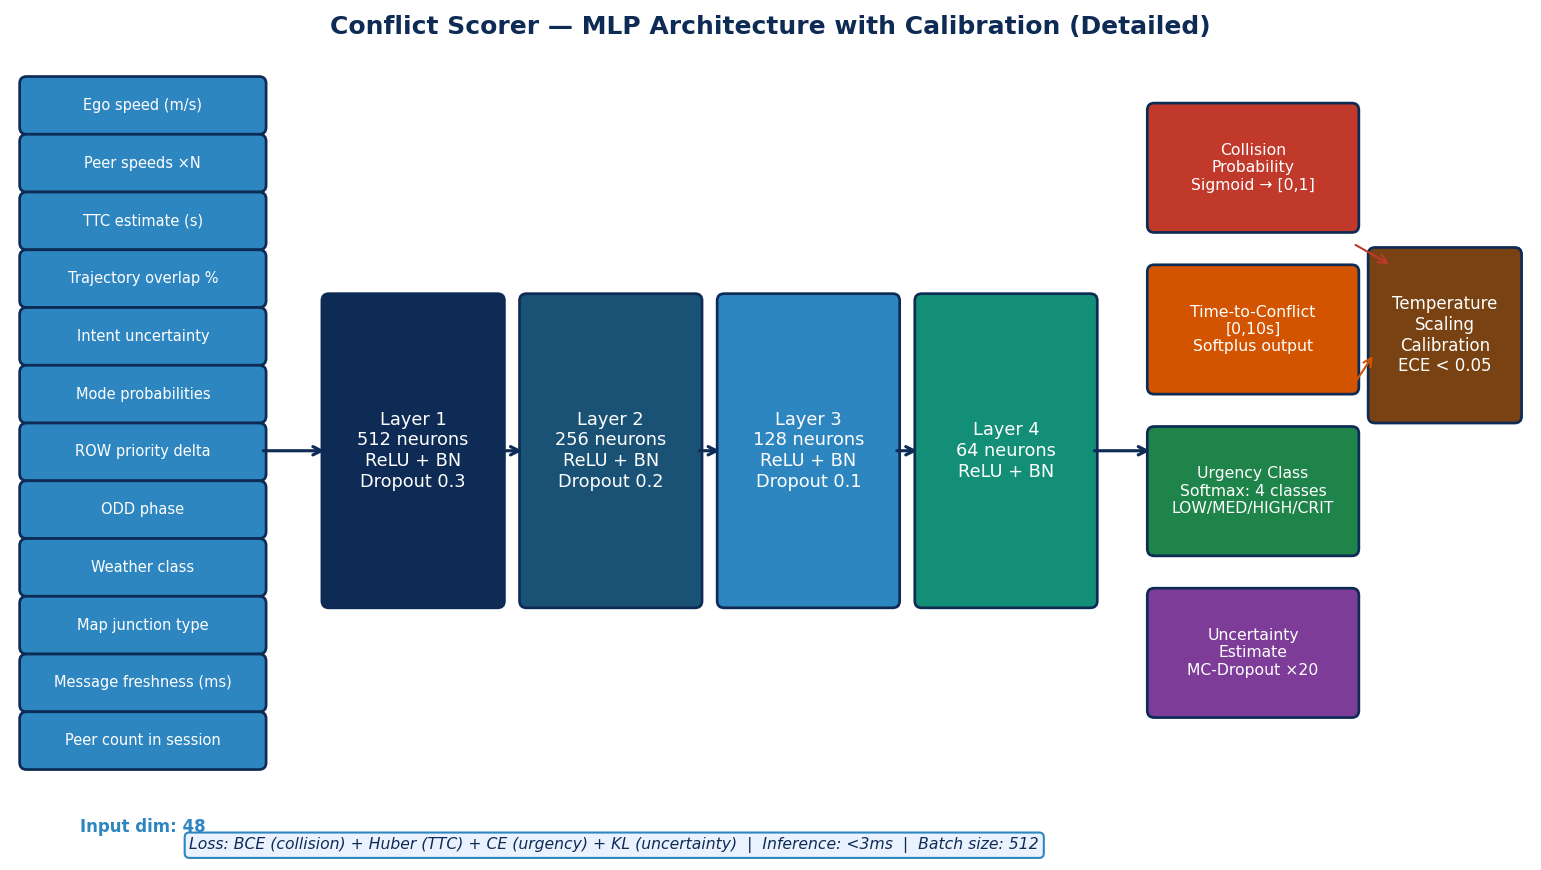 Conflict Scorer — MLP Architecture with Calibration (Detailed)
Ego speed (m/s)
Peer speeds ×N
TTC estimate (s)
Trajectory overlap %
Intent uncertainty
Mode probabilities
ROW priority delta
ODD phase
Weather class
Map junction type
Message freshness (ms)
Peer count in session
Input dim: 48
Layer 1
512 neurons
ReLU + BN
Dropout 0.3
Layer 2
256 neurons
ReLU + BN
Dropout 0.2
Layer 3
128 neurons
ReLU + BN
Dropout 0.1
Layer 4
64 neurons
ReLU + BN
Collision
Probability
Sigmoid → [0,1]
Time-to-Conflict
[0,10s]
Softplus output
Urgency Class
Softmax: 4 classes
LOW/MED/HIGH/CRIT
Uncertainty
Estimate
MC-Dropout ×20
Temperature
Scaling
Calibration
ECE < 0.05
Loss: BCE (collision) + Huber (TTC) + CE (urgency) + KL (uncertainty)  |  Inference: <3ms  |  Batch size: 512